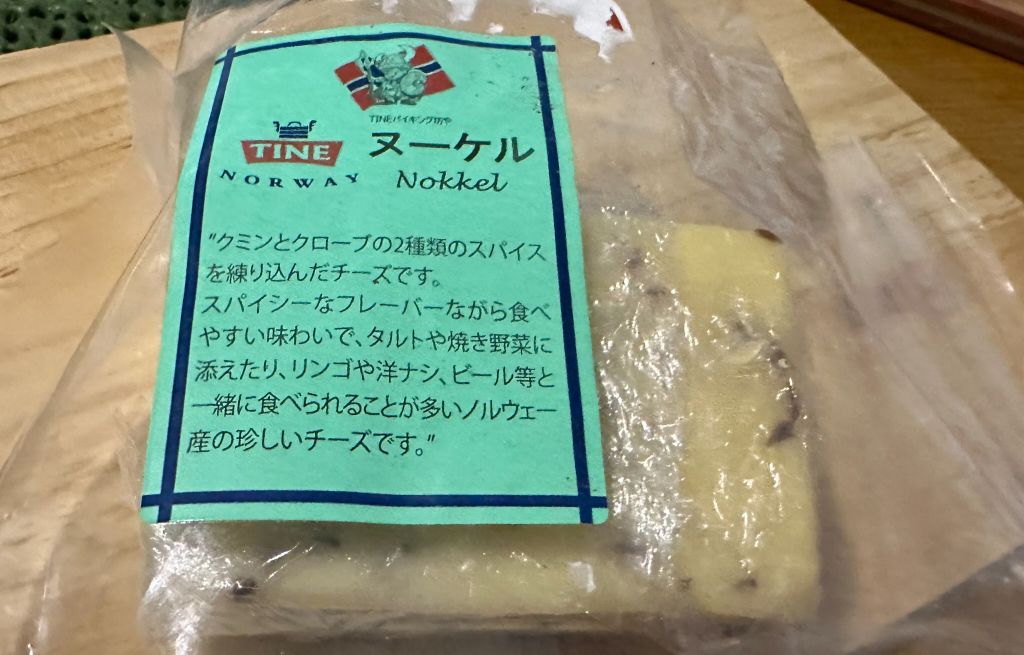 TINEバイキング坊や
TINE
NORWAY
ヌーケル
Nokkel
"クミンとクローブの2種類のスパイス
を練り込んだチーズです。
スパイシーなフレーバーながら食べ
やすい味わいで、タルトや焼き野菜に
添えたり、リンゴや洋ナシ、ビール等と
一緒に食べられることが多いノルウェー
産の珍しいチーズです。"